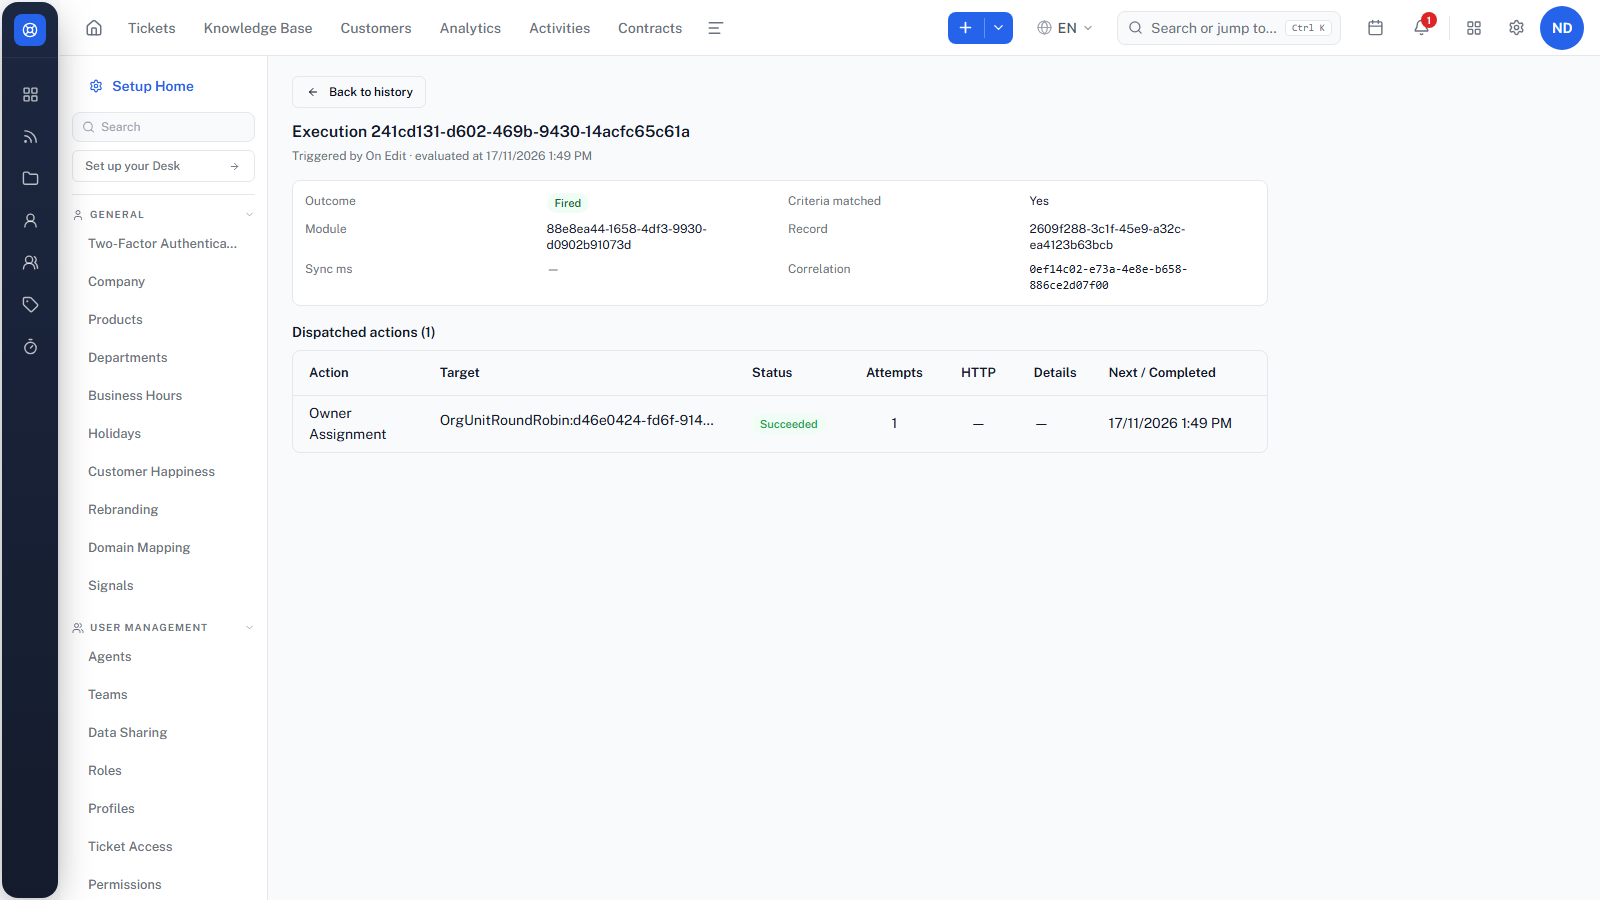 Tickets
Knowledge Base
Customers
Analytics
Activities
Contracts
EN
Search or jump to...
Ctrl K
1
ND
Setup Home
Search
Set up your Desk
GENERAL
Two-Factor Authentica...
Company
Products
Departments
Business Hours
Holidays
Customer Happiness
Rebranding
Domain Mapping
Signals
USER MANAGEMENT
Agents
Teams
Data Sharing
Roles
Profiles
Ticket Access
Permissions
Back to history
Execution 241cd131-d602-469b-9430-14acfc65c61a
Triggered by On Edit · evaluated at 17/11/2026 1:49 PM
Outcome
Fired
Criteria matched
Yes
Module
88e8ea44-1658-4df3-9930-
d0902b91073d
Record
2609f288-3c1f-45e9-a32c-
ea4123b63bcb
Sync ms
—
Correlation
0ef14c02-e73a-4e8e-b658-
886ce2d07f00
Dispatched actions (1)
Action
Target
Status
Attempts
HTTP
Details
Next / Completed
Owner
Assignment
OrgUnitRoundRobin:d46e0424-fd6f-914...
Succeeded
1
—
—
17/11/2026 1:49 PM